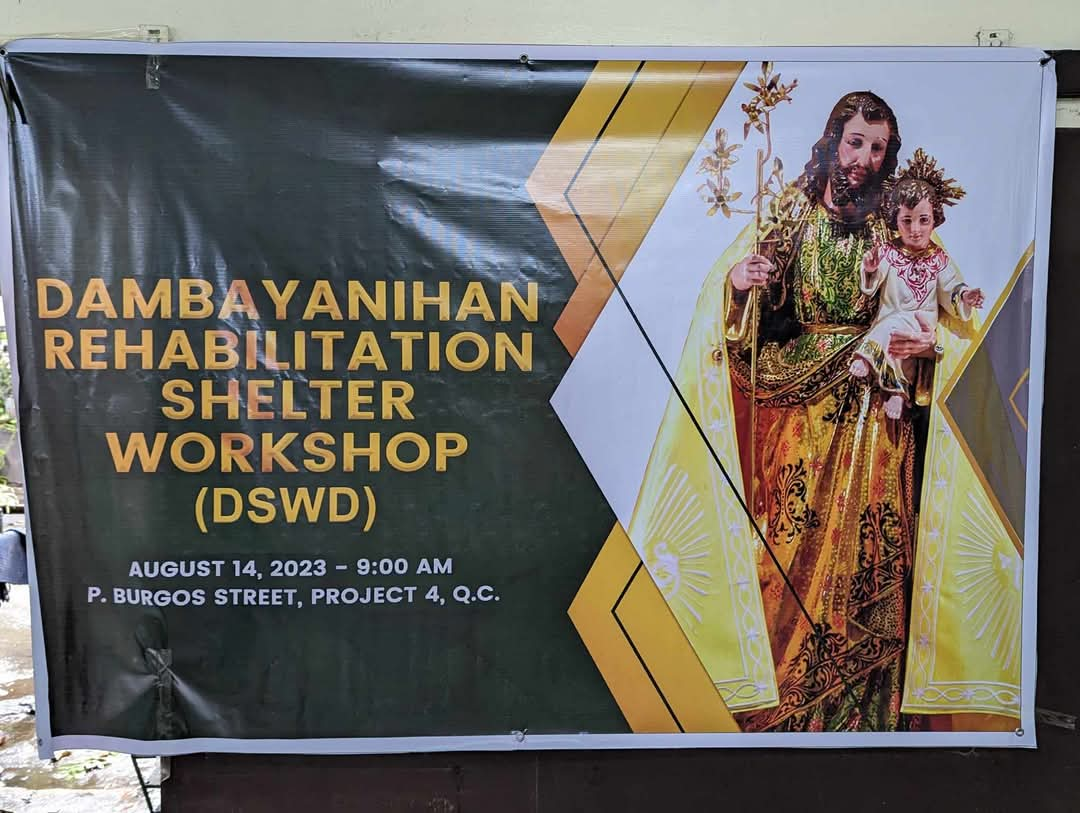 DAMBAYANIHAN
REHABILITATION
SHELTER
WORKSHOP
(DSWD)
AUGUST 14, 2023 - 9:00 AM
P. BURGOS STREET, PROJECT 4, Q.C.